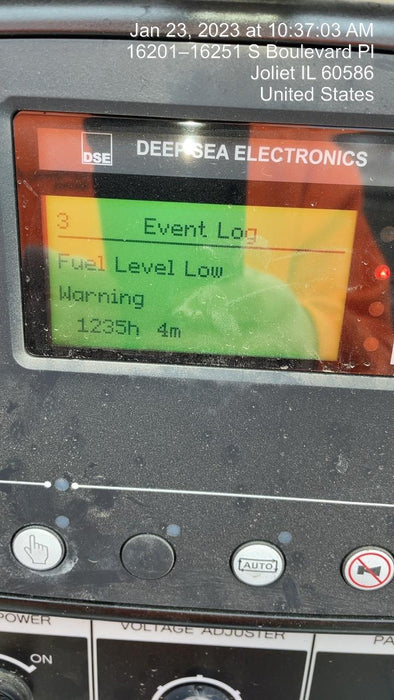 Jan 23, 2023 at 10:37:03 AM
16201–16251 S Boulevard Pl
Joliet IL 60586
United States
DSE DEEP SEA ELECTRONICS
3 Event Log
Fuel Level Low
Warning
1235h 4m
AUTO
POWER VOLTAGE ADJUSTER PA
ON